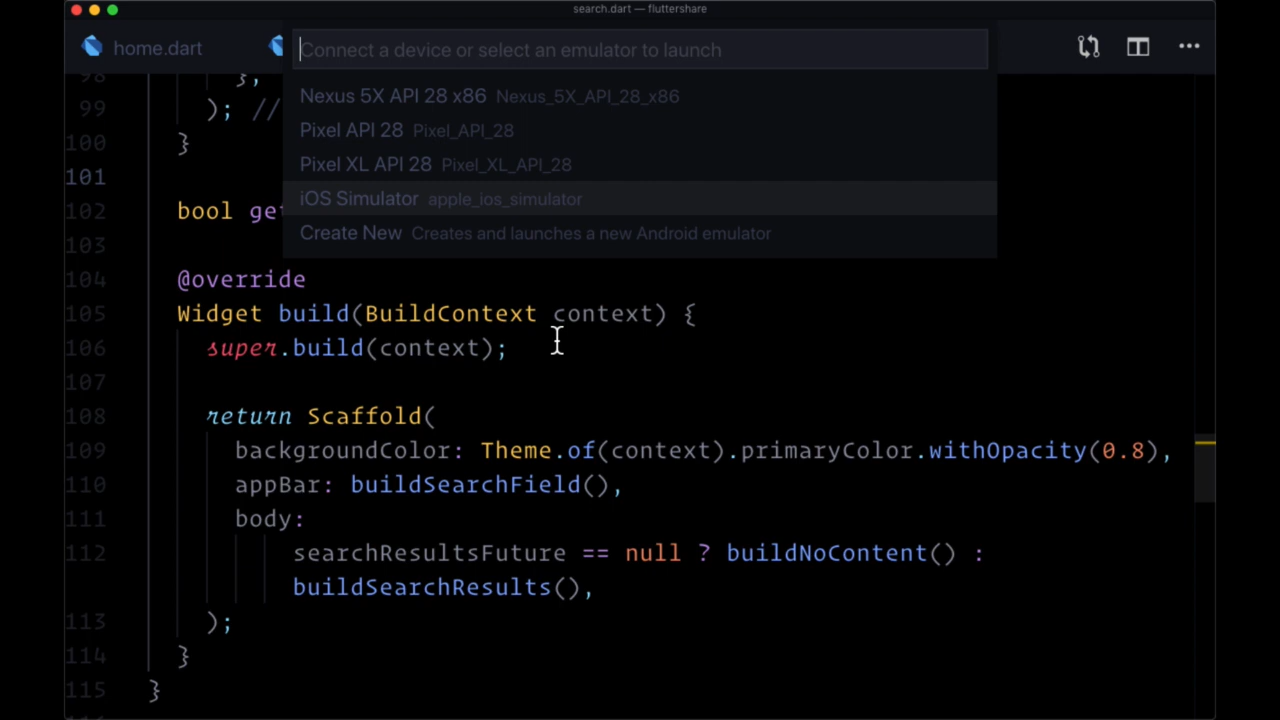 search.dart — fluttershare
home.dart
Connect a device or select an emulator to launch
Nexus 5X API 28 x86 Nexus_5X_API_28_x86
Pixel API 28 Pixel_API_28
Pixel XL API 28 Pixel_XL_API_28
iOS Simulator apple_ios_simulator
Create New Creates and launches a new Android emulator
98 },
99 ); //
100 }
101
102 bool get
103
104 @override
105 Widget build(BuildContext context) {
106 super.build(context);
107
108 return Scaffold(
109 backgroundColor: Theme.of(context).primaryColor.withOpacity(0.8),
110 appBar: buildSearchField(),
111 body:
112 searchResultsFuture == null ? buildNoContent() :
buildSearchResults(),
113 );
114 }
115 }